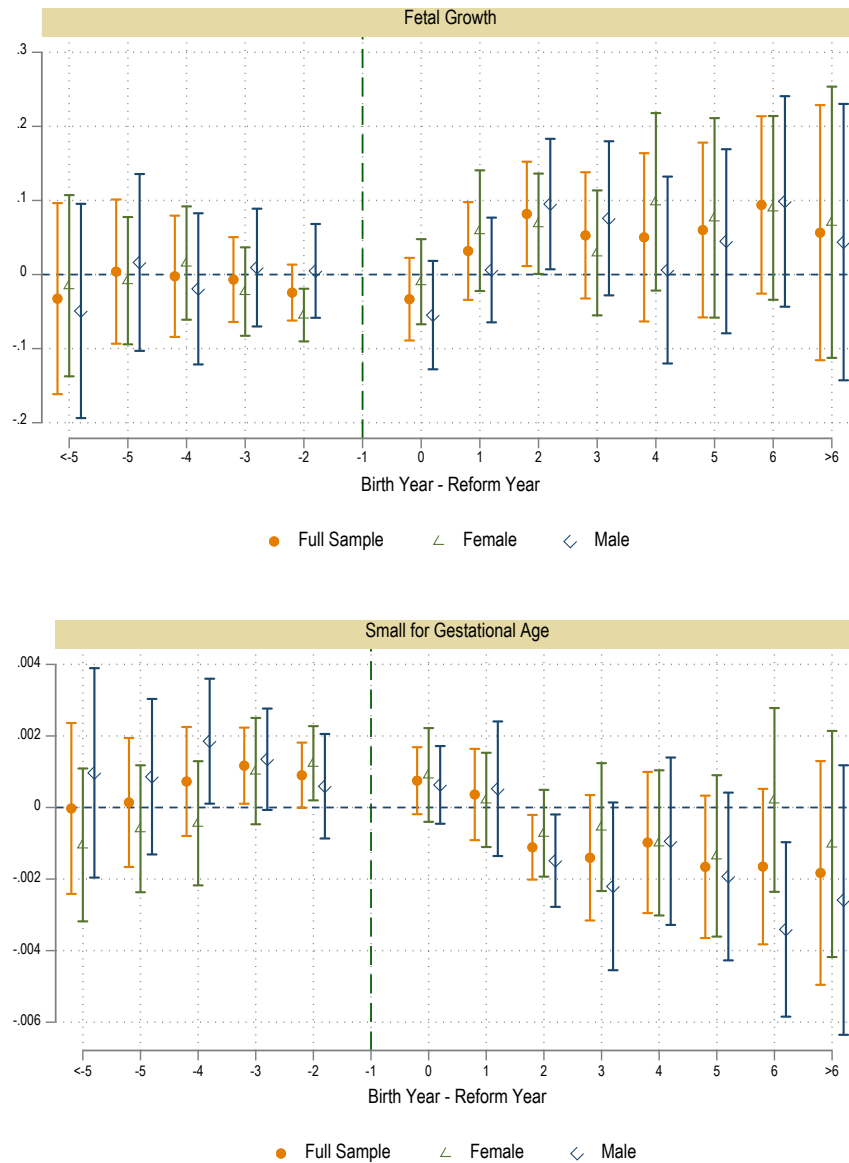 Fetal Growth
.3
.2
.1
0
-.1
-.2
<-5 -5 -4 -3 -2 -1 0 1 2 3 4 5 6 >6
Birth Year - Reform Year
Full Sample Female Male
Small for Gestational Age
.004
.002
0
-.002
-.004
-.006
<-5 -5 -4 -3 -2 -1 0 1 2 3 4 5 6 >6
Birth Year - Reform Year
Full Sample Female Male